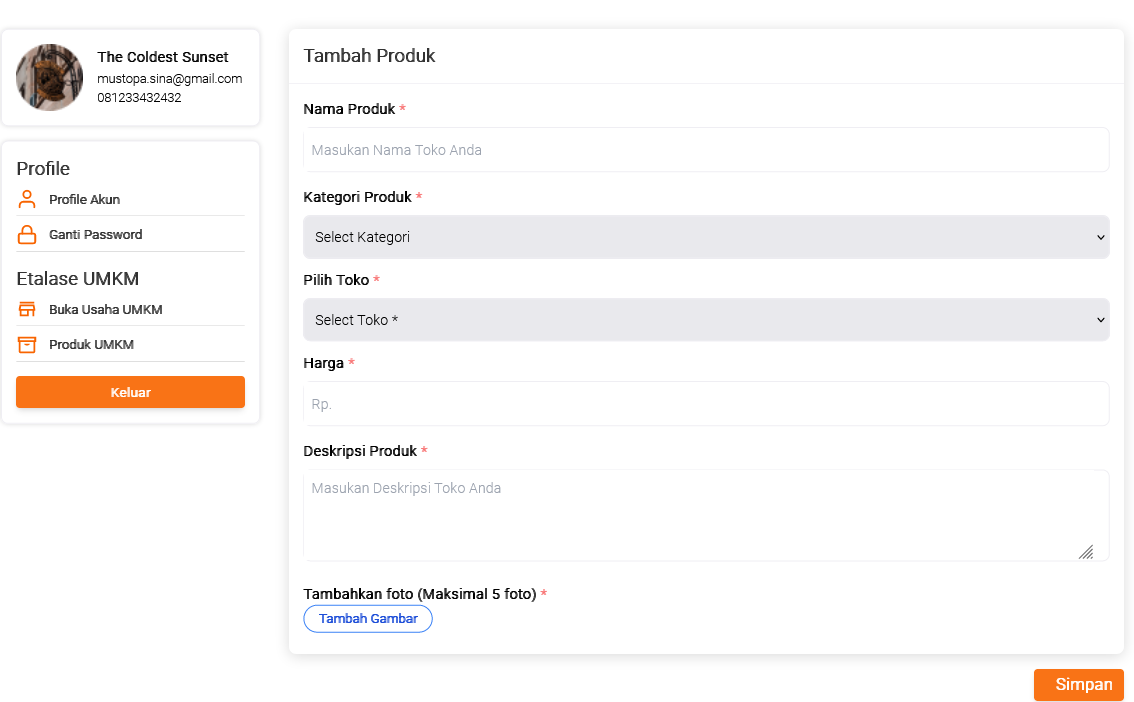 The Coldest Sunset
mustopa.sina@gmail.com
081233432432
Profile
Profile Akun
Ganti Password
Etalase UMKM
Buka Usaha UMKM
Produk UMKM
Keluar
Tambah Produk
Nama Produk *
Masukan Nama Toko Anda
Kategori Produk *
Select Kategori
Pilih Toko *
Select Toko *
Harga *
Rp.
Deskripsi Produk *
Masukan Deskripsi Toko Anda
Tambahkan foto (Maksimal 5 foto) *
Tambah Gambar
Simpan